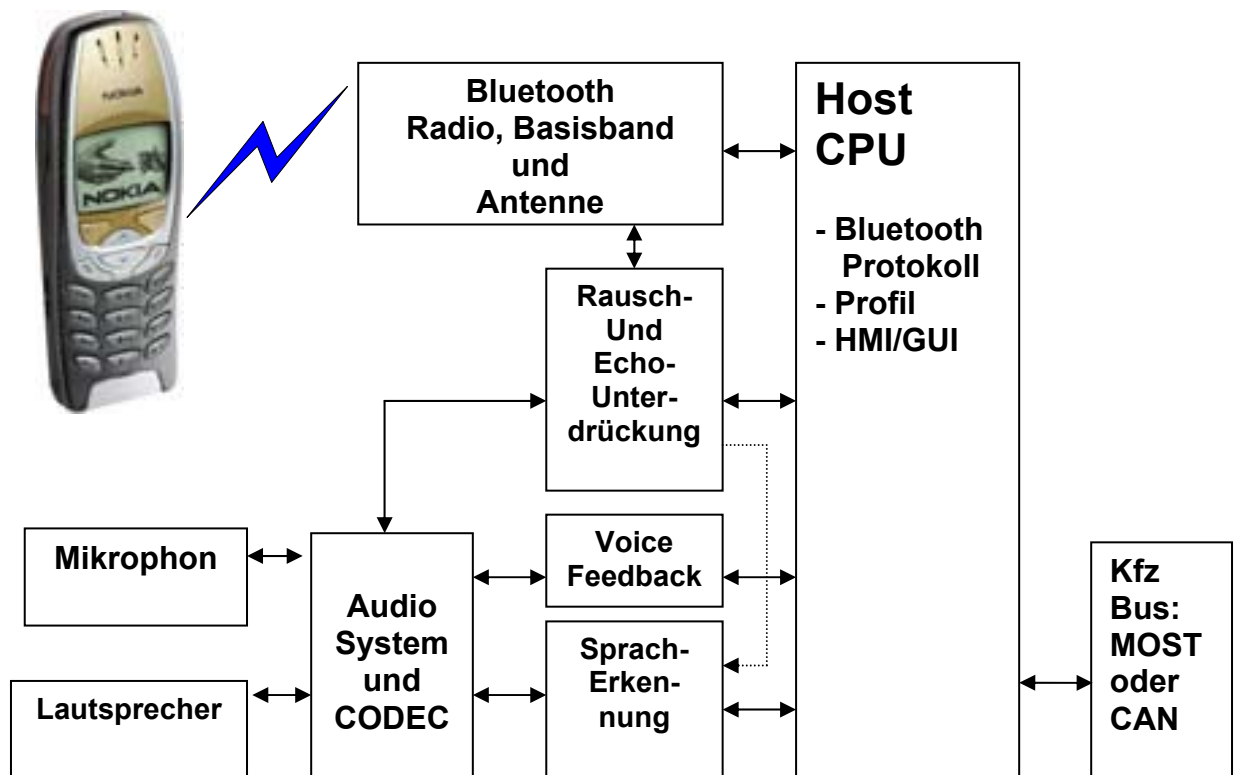 NOKIA
NOKIA
Bluetooth
Radio, Basisband
und
Antenne
Host
CPU
- Bluetooth
Protokoll
- Profil
- HMI/GUI
Rausch-
Und
Echo-
Unter-
drückung
Mikrophon
Voice
Feedback
Audio
System
und
CODEC
Sprach-
Erken-
nung
Lautsprecher
Kfz
Bus:
MOST
oder
CAN